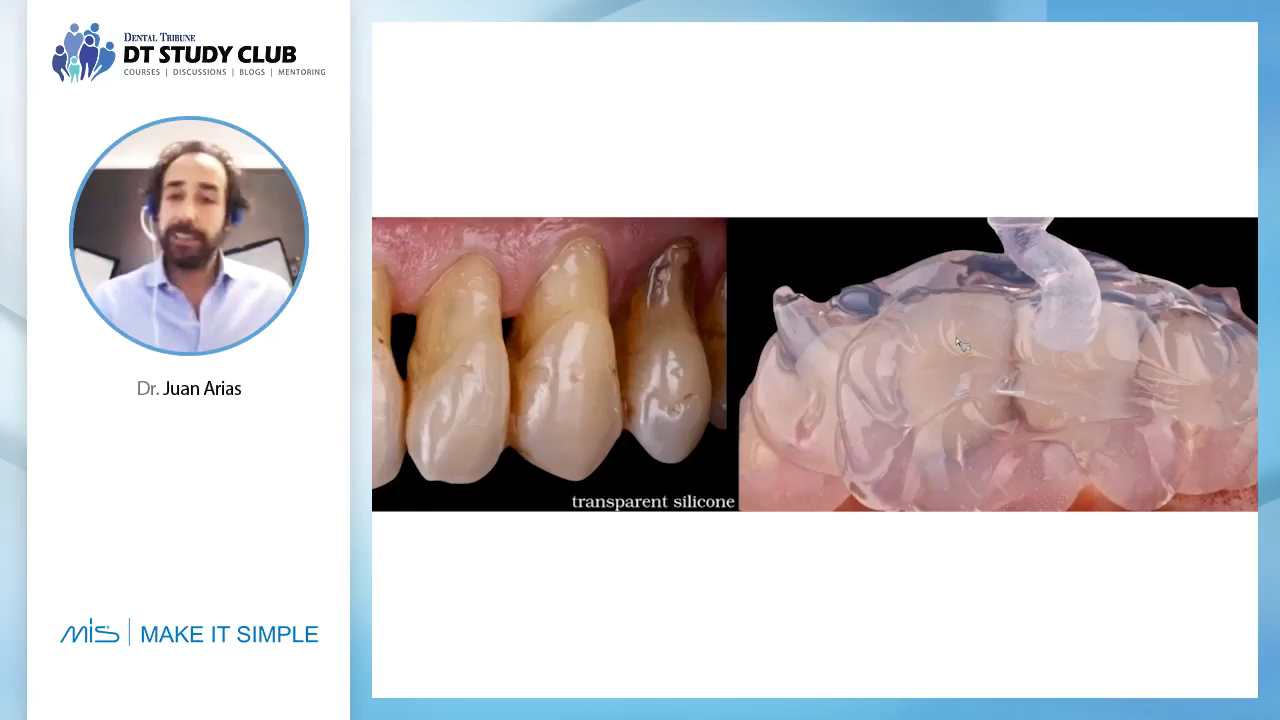 DENTAL TRIBUNE
DT STUDY CLUB
COURSES | DISCUSSIONS | BLOGS | MENTORING
Dr. Juan Arias
mis | MAKE IT SIMPLE
transparent silicone